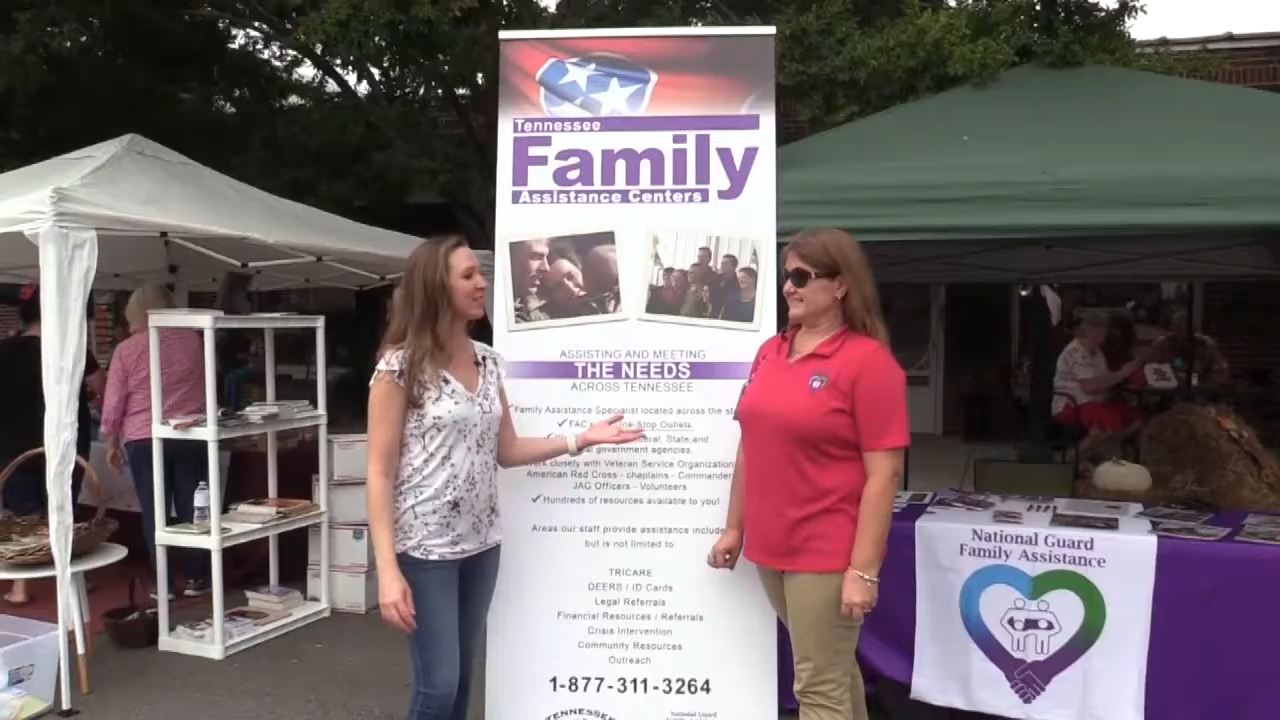 Tennessee
Family
Assistance Centers
ASSISTING AND MEETING
THE NEEDS
ACROSS TENNESSEE
Family Assistance Specialist located across the
✓FAC One-Stop Outlets.
State and
government agencies.
closely with Veteran Service
American Red Cross - chaplains -
JAG Officers - Volunteers
✓Hundreds of resources available to you!
Areas our staff provide assistance include
but is not limited to
TRICARE
DEERS / ID Cards
Legal Referrals
Financial Resources / Referrals
Crisis Intervention
Community Resources
Outreach
1-877-311-3264
TENNESSEE
National Guard
National Guard
Family Assistance